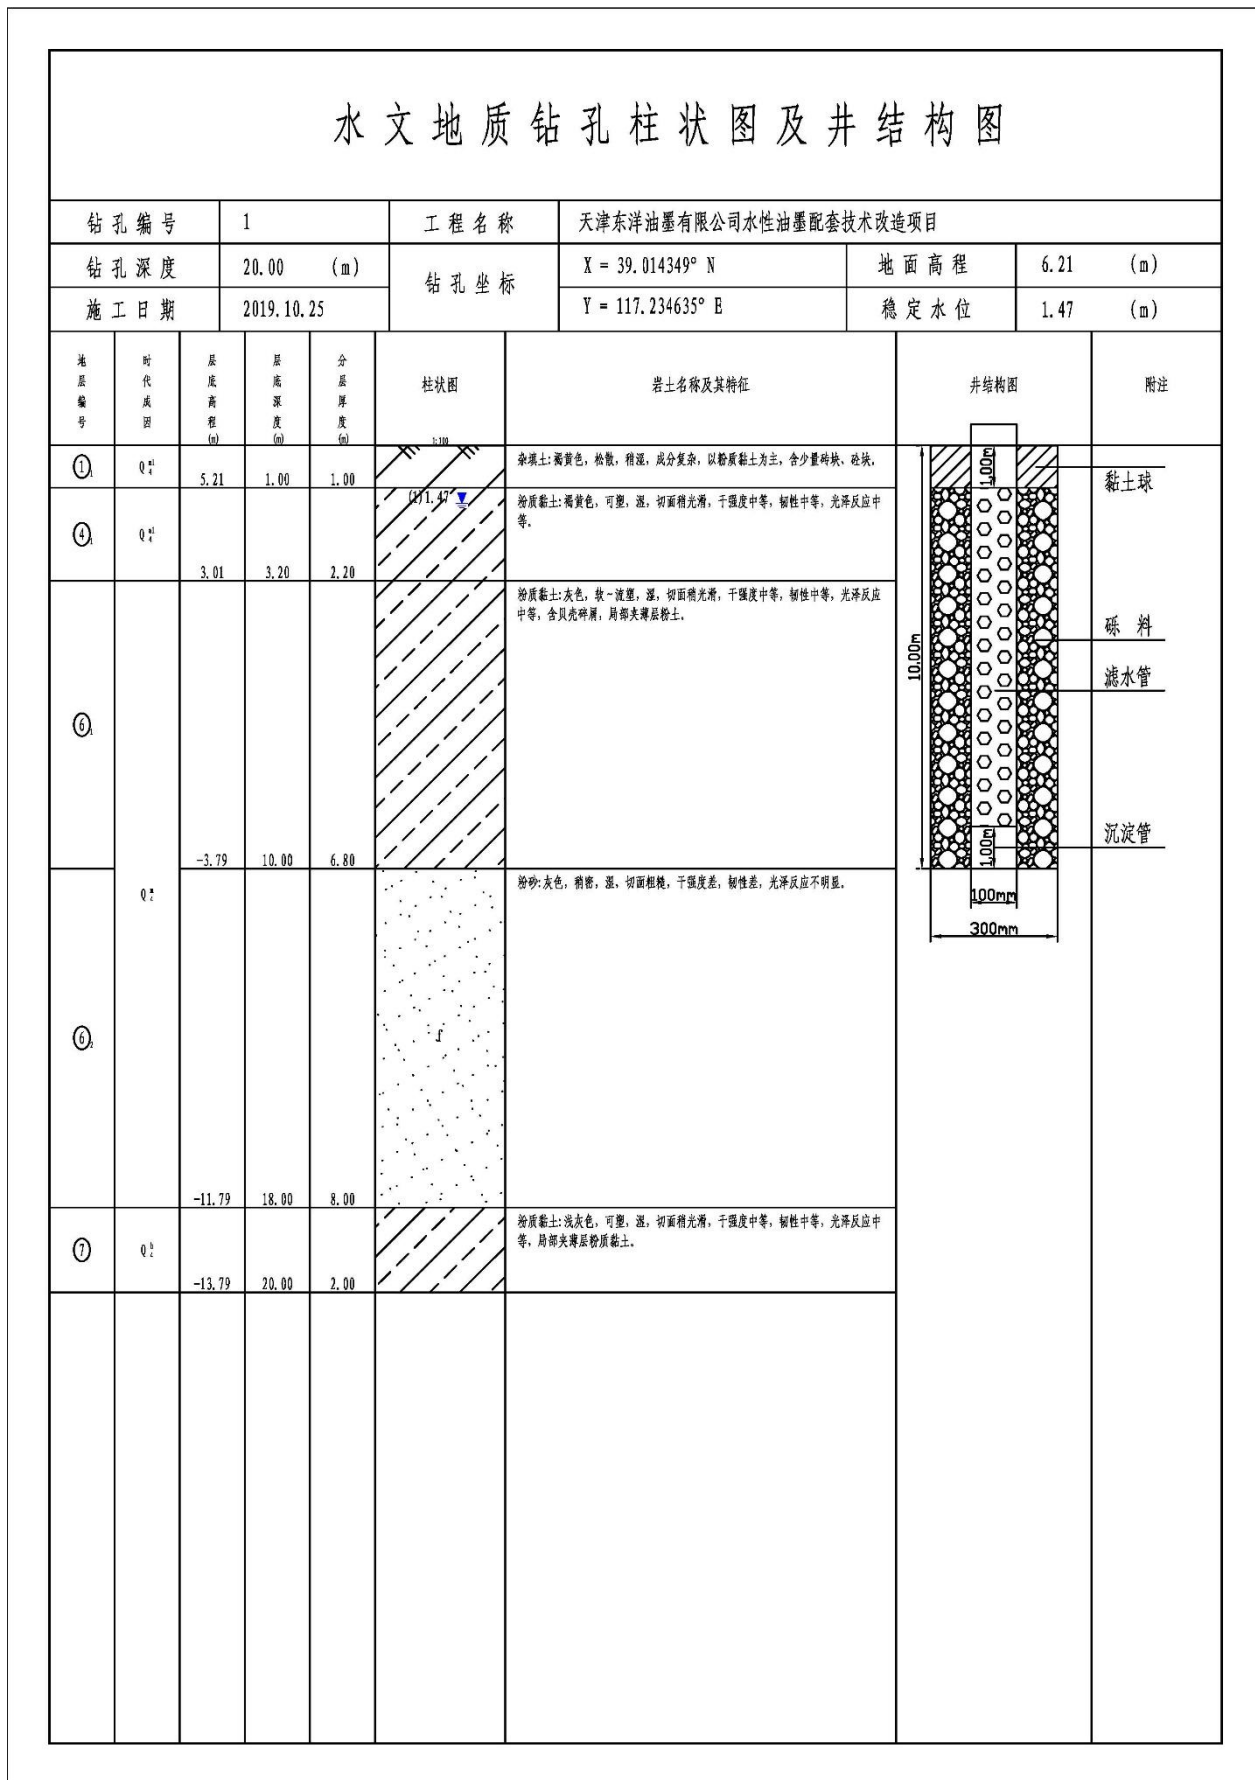 水文地质钻孔柱状图及井结构图
钻孔编号 1 工程名称 天津东洋油墨有限公司水性油墨配套技术改造项目
钻孔深度 20.00 (m) 钻孔坐标 X = 39.014349° N 地面高程 6.21 (m)
施工日期 2019.10.25 Y = 117.234635° E 稳定水位 1.47 (m)
地层编号 时代成因 层底高程(m) 层底深度(m) 分层厚度(m) 柱状图 岩土名称及其特征 井结构图 附注
1:100
①1 5.21 1.00 1.00 杂填土:褐黄色,松散,稍湿,成分复杂,以粉质黏土为主,含少量砖块、砼块。
(1)1.47
④1 3.01 3.20 2.20 粉质黏土:褐黄色,可塑,湿,切面稍光滑,干强度中等,韧性中等,光泽反应中
等。
⑥1 -3.79 10.00 6.80 粉质黏土:灰色,软~流塑,湿,切面稍光滑,干强度中等,韧性中等,光泽反应
中等,含贝壳碎屑,局部夹薄层粉土。
⑥2 -11.79 18.00 8.00 粉砂:灰色,稍密,湿,切面粗糙,干强度差,韧性差,光泽反应不明显。
⑦ -13.79 20.00 2.00 粉质黏土:浅灰色,可塑,湿,切面稍光滑,干强度中等,韧性中等,光泽反应中
等,局部夹薄层粉质黏土。
1,00m
黏土球
10.00m
砾料
滤水管
1,00m
沉淀管
100mm
300mm